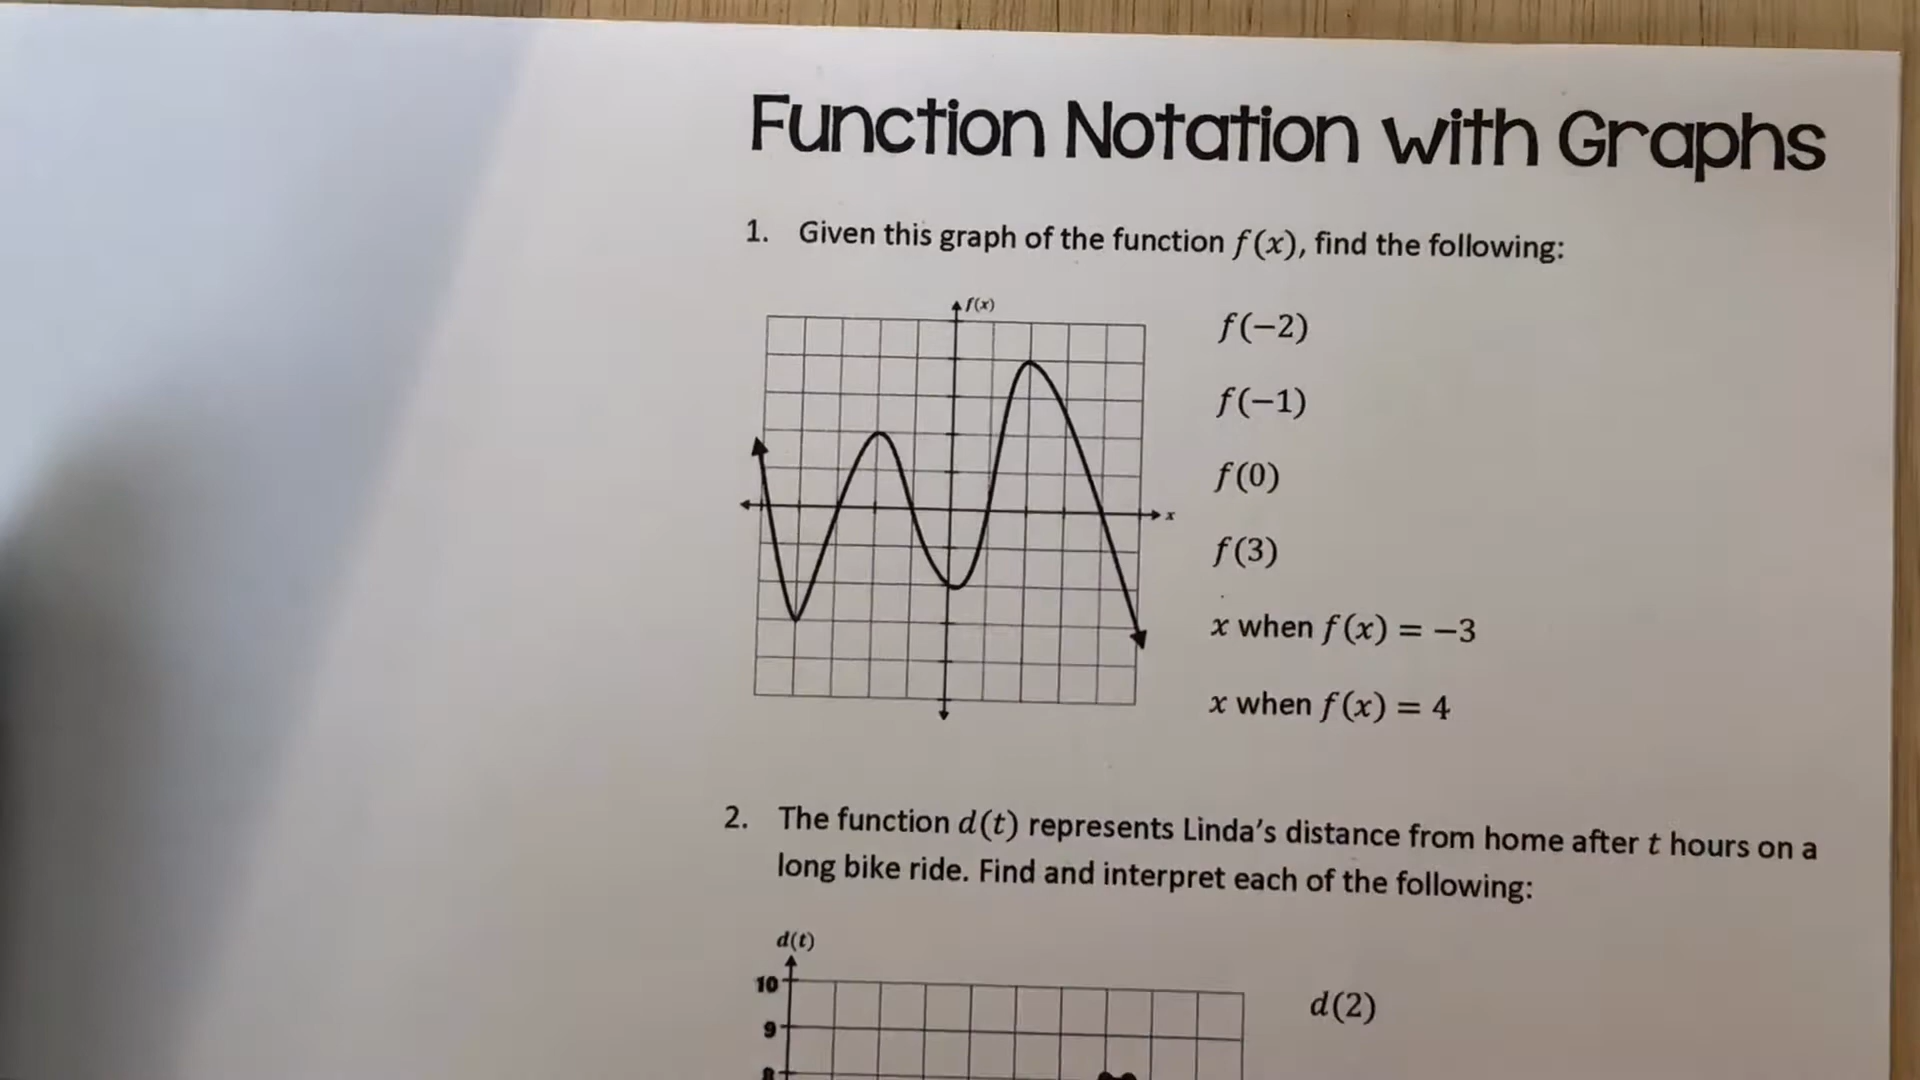 Function Notation with Graphs
1. Given this graph of the function f(x), find the following:
f(x)
f(−2)
f(−1)
f(0)
x
f(3)
x when f(x) = −3
x when f(x) = 4
2. The function d(t) represents Linda's distance from home after t hours on a
long bike ride. Find and interpret each of the following:
d(t)
10
d(2)
9
8